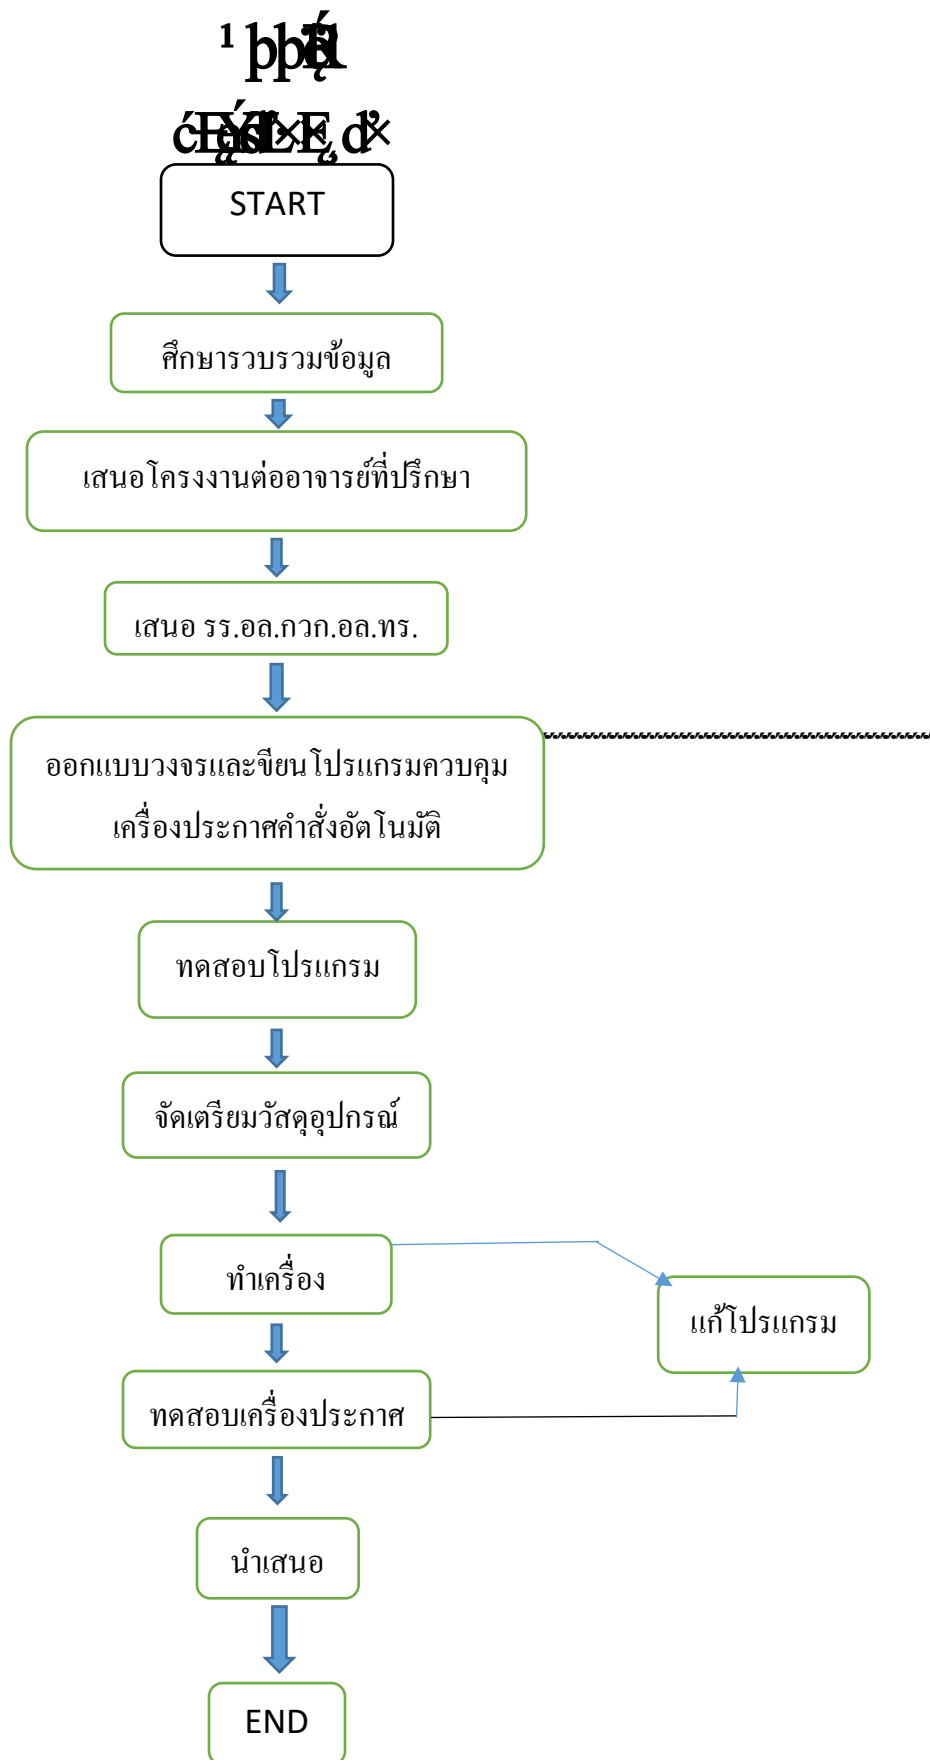 START
ศึกษารวบรวมข้อมูล
เสนอโครงงานต่ออาจารย์ที่ปรึกษา
เสนอ รร.อล.กวก.อล.ทร.
ออกแบบวงจรและขียนโปรแกรมควบคุม
เครื่องประกาศคำสั่งอัตโนมัติ
ทดสอบโปรแกรม
จัดเตรียมวัสดุอุปกรณ์
ทำเครื่อง
แก้โปรแกรม
ทดสอบเครื่องประกาศ
นำเสนอ
END